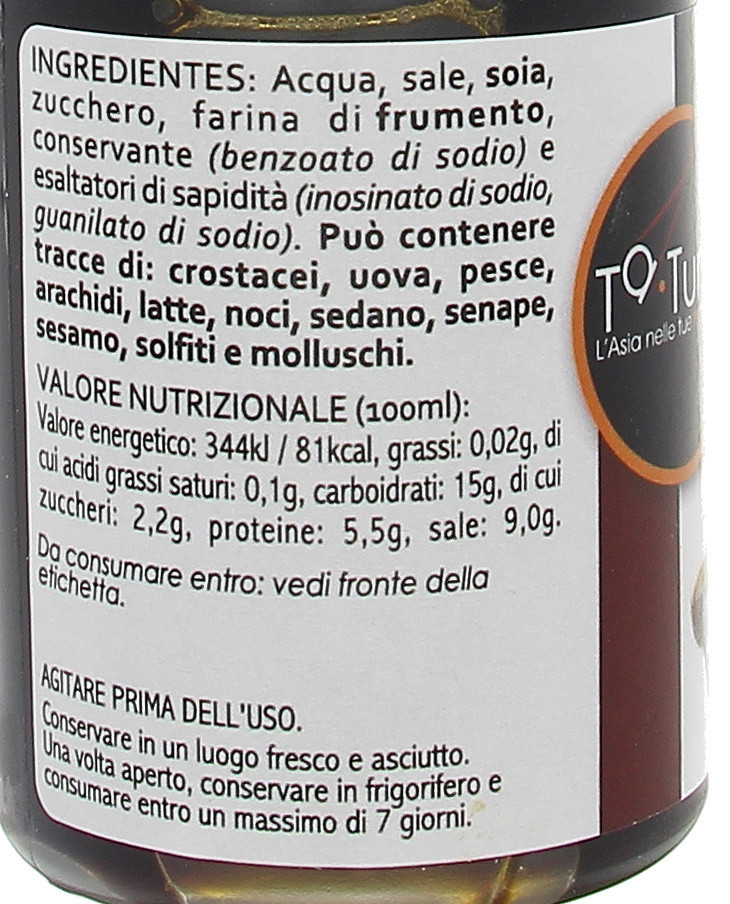 INGREDIENTES: Acqua, sale, soia,
zucchero, farina di frumento,
conservante (benzoato di sodio) e
esaltatori di sapidità (inosinato di sodio,
guanilato di sodio). Può contenere
tracce di: crostacei, uova, pesce,
arachidi, latte, noci, sedano, senape,
sesamo, solfiti e molluschi.
VALORE NUTRIZIONALE (100ml):
Valore energetico: 344kJ / 81kcal, grassi: 0,02g, di
cui acidi grassi saturi: 0,1g, carboidrati: 15g, di cui
zuccheri: 2,2g, proteine: 5,5g, sale: 9,0g.
Da consumare entro: vedi fronte della
etichetta.
AGITARE PRIMA DELL'USO.
Conservare in un luogo fresco e asciutto.
Una volta aperto, conservare in frigorifero e
consumare entro un massimo di 7 giorni.
L'Asia nelle tue